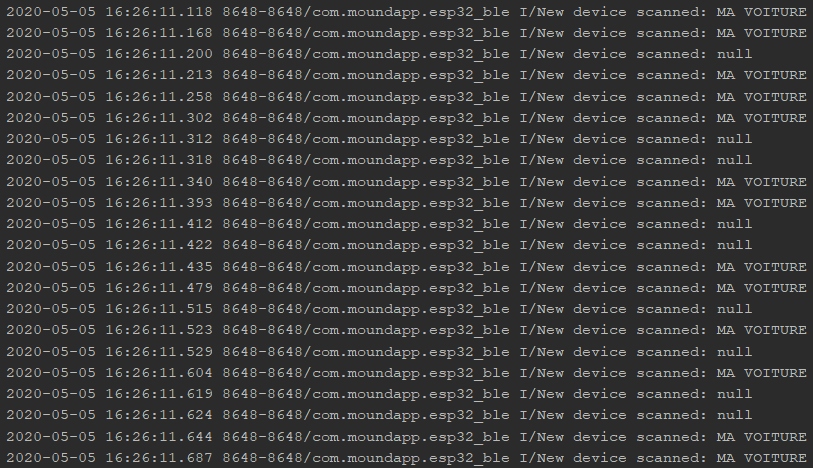 2020-05-05 16:26:11.118 8648-8648/com.moundapp.esp32_ble I/New device scanned: MA VOITURE
2020-05-05 16:26:11.168 8648-8648/com.moundapp.esp32_ble I/New device scanned: MA VOITURE
2020-05-05 16:26:11.200 8648-8648/com.moundapp.esp32_ble I/New device scanned: null
2020-05-05 16:26:11.213 8648-8648/com.moundapp.esp32_ble I/New device scanned: MA VOITURE
2020-05-05 16:26:11.258 8648-8648/com.moundapp.esp32_ble I/New device scanned: MA VOITURE
2020-05-05 16:26:11.302 8648-8648/com.moundapp.esp32_ble I/New device scanned: MA VOITURE
2020-05-05 16:26:11.312 8648-8648/com.moundapp.esp32_ble I/New device scanned: null
2020-05-05 16:26:11.318 8648-8648/com.moundapp.esp32_ble I/New device scanned: null
2020-05-05 16:26:11.340 8648-8648/com.moundapp.esp32_ble I/New device scanned: MA VOITURE
2020-05-05 16:26:11.393 8648-8648/com.moundapp.esp32_ble I/New device scanned: MA VOITURE
2020-05-05 16:26:11.412 8648-8648/com.moundapp.esp32_ble I/New device scanned: null
2020-05-05 16:26:11.422 8648-8648/com.moundapp.esp32_ble I/New device scanned: null
2020-05-05 16:26:11.435 8648-8648/com.moundapp.esp32_ble I/New device scanned: MA VOITURE
2020-05-05 16:26:11.479 8648-8648/com.moundapp.esp32_ble I/New device scanned: MA VOITURE
2020-05-05 16:26:11.515 8648-8648/com.moundapp.esp32_ble I/New device scanned: null
2020-05-05 16:26:11.523 8648-8648/com.moundapp.esp32_ble I/New device scanned: MA VOITURE
2020-05-05 16:26:11.529 8648-8648/com.moundapp.esp32_ble I/New device scanned: null
2020-05-05 16:26:11.604 8648-8648/com.moundapp.esp32_ble I/New device scanned: MA VOITURE
2020-05-05 16:26:11.619 8648-8648/com.moundapp.esp32_ble I/New device scanned: null
2020-05-05 16:26:11.624 8648-8648/com.moundapp.esp32_ble I/New device scanned: null
2020-05-05 16:26:11.644 8648-8648/com.moundapp.esp32_ble I/New device scanned: MA VOITURE
2020-05-05 16:26:11.687 8648-8648/com.moundapp.esp32_ble I/New device scanned: MA VOITURE